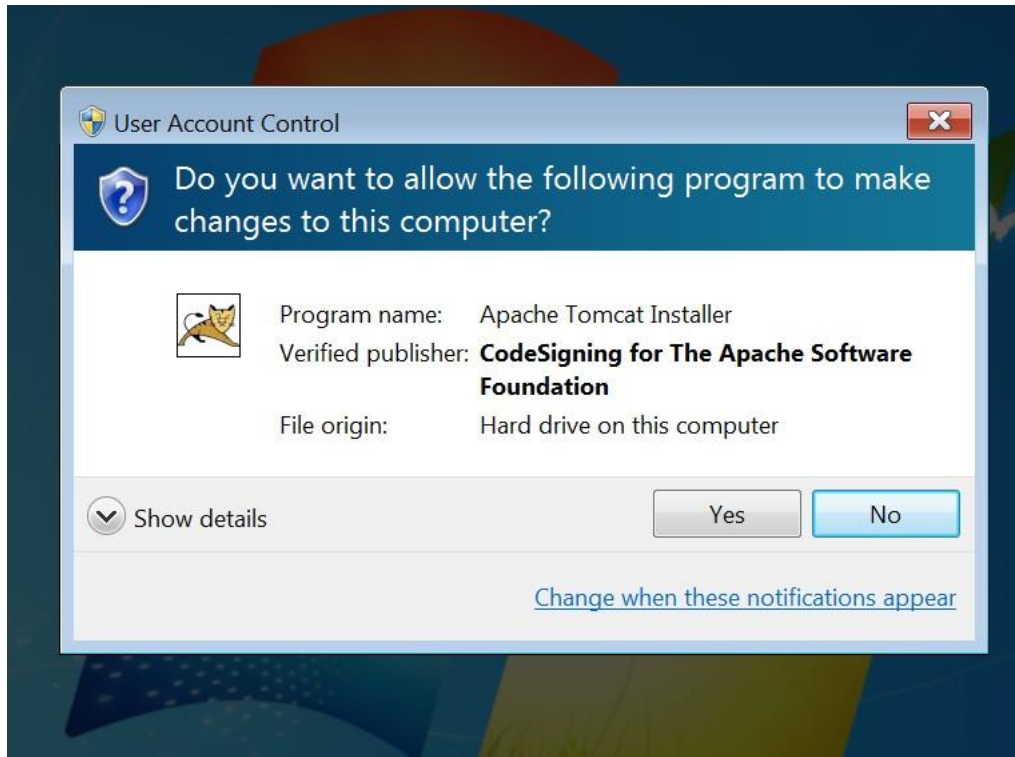 User Account Control
Do you want to allow the following program to make
changes to this computer?
Program name: Apache Tomcat Installer
Verified publisher: CodeSigning for The Apache Software
Foundation
File origin: Hard drive on this computer
Show details
Yes
No
Change when these notifications appear